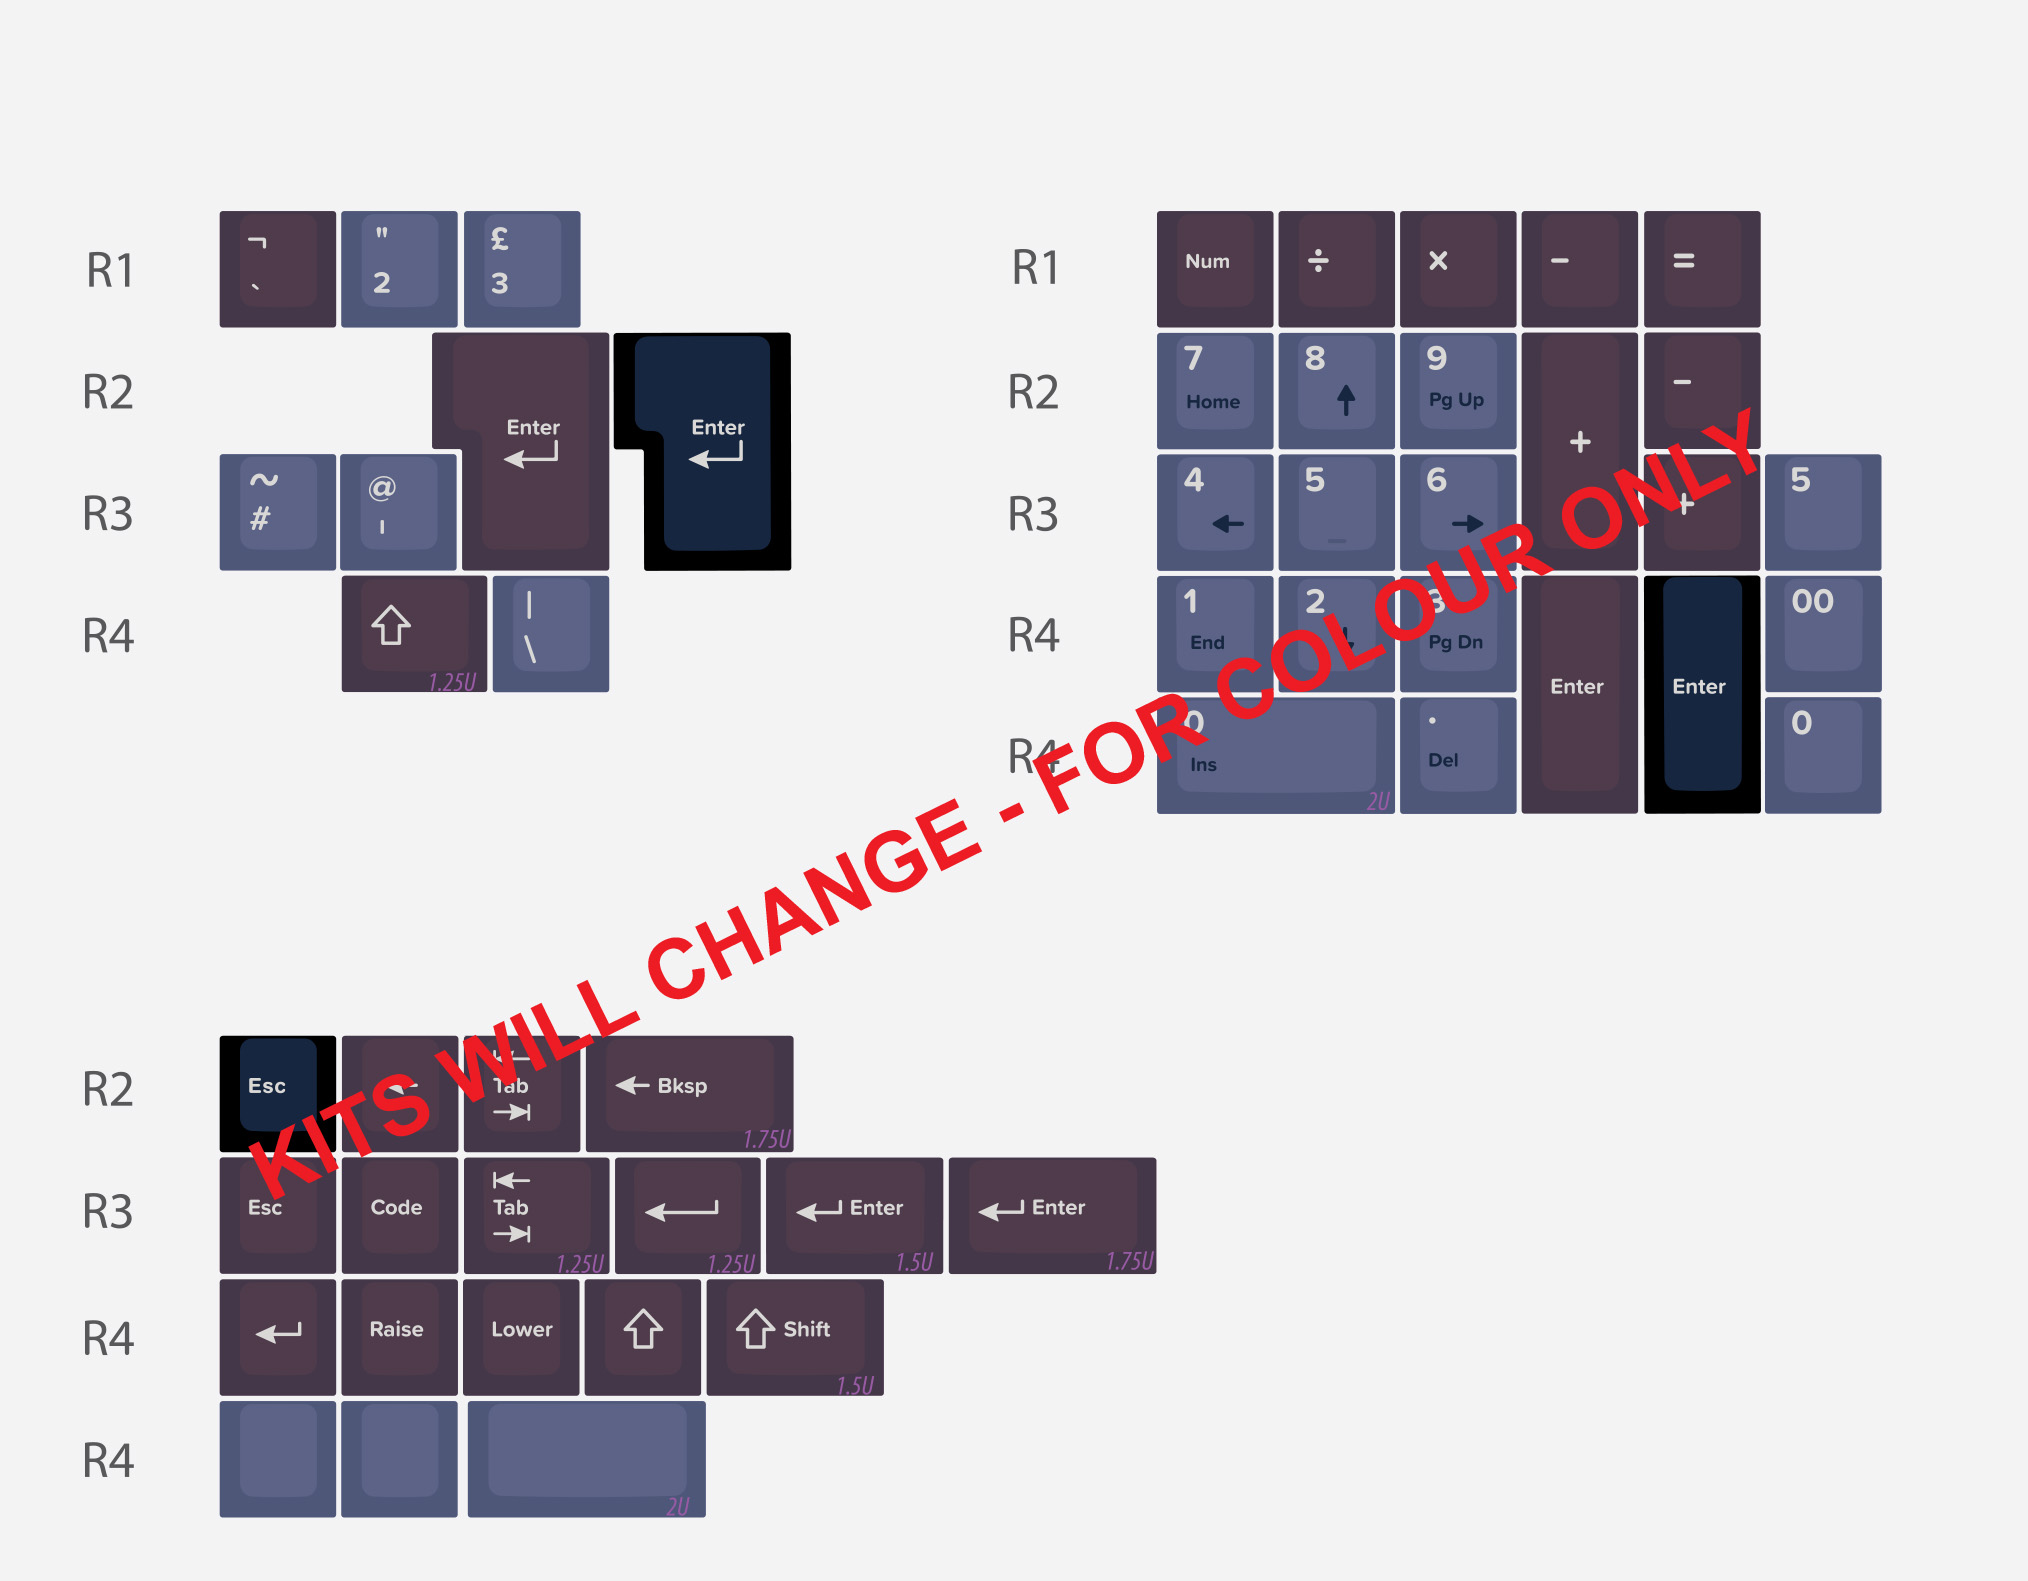 R1 ¬ ` " 2 £ 3
R2 Enter Enter
R3 ~ # @ '
R4 1.25U | \
R1 Num ÷ × − =
R2 7 Home 8 9 Pg Up + −
R3 4 5 _ 6 + 5
R4 1 End 2 3 Pg Dn Enter Enter 00
R4 0 Ins 2U . Del 0
KITS WILL CHANGE - FOR COLOUR ONLY
R2 Esc Tab Bksp 1.75U
R3 Esc Code Tab 1.25U 1.25U Enter 1.5U Enter 1.75U
R4 Raise Lower Shift 1.5U
R4 2U